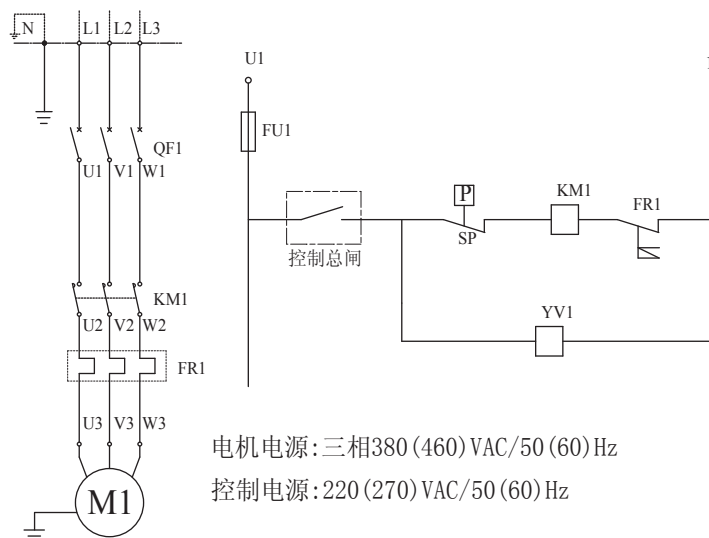 N L1 L2 L3
QF1
U1 V1 W1
KM1
U2 V2 W2
FR1
U3 V3 W3
M1
U1
FU1
控制总闸
P
SP
KM1
FR1
YV1
1
电机电源:三相380(460)VAC/50(60)Hz
控制电源:220(270)VAC/50(60)Hz